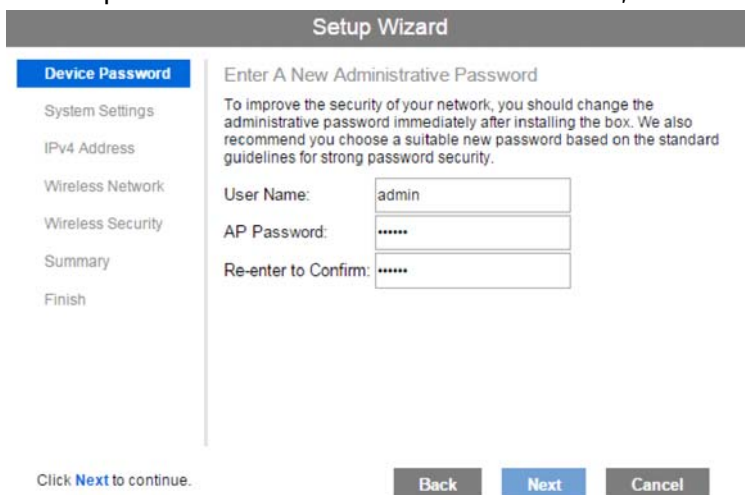 Setup Wizard
Device Password
System Settings
IPv4 Address
Wireless Network
Wireless Security
Summary
Finish
Enter A New Administrative Password
To improve the security of your network, you should change the
administrative password immediately after installing the box. We also
recommend you choose a suitable new password based on the standard
guidelines for strong password security.
User Name: admin
AP Password: ••••••
Re-enter to Confirm: ••••••
Click Next to continue.
Back Next Cancel